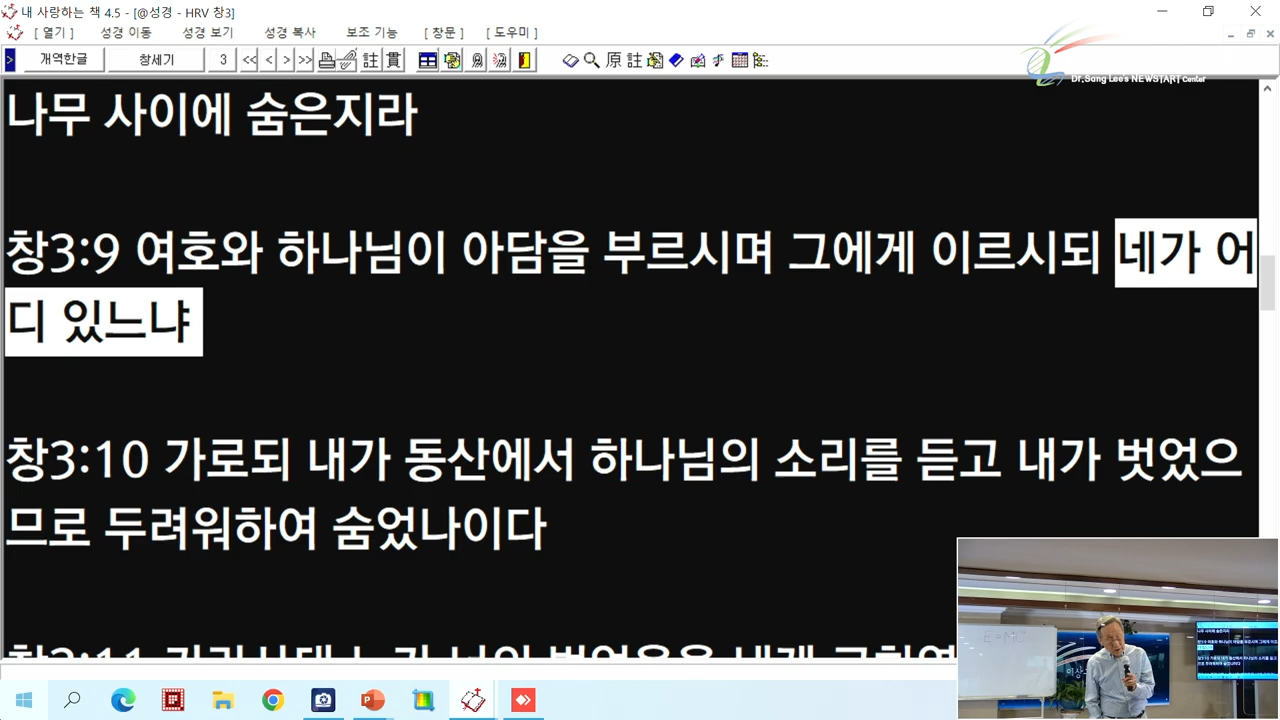 내 사랑하는 책 4.5 - [@성경 - HRV 창3]
[ 열기 ] 성경 이동 성경 보기 성경 복사 보조 기능 [ 창문 ] [ 도우미 ]
개역한글 창세기 3 << < > >> 註 貫 原 註
Dr.Sang Lee's NEWSTART Center
나무 사이에 숨은지라
창3:9 여호와 하나님이 아담을 부르시며 그에게 이르시되 네가 어
디 있느냐
창3:10 가로되 내가 동산에서 하나님의 소리를 듣고 내가 벗었으
므로 두려워하여 숨었나이다